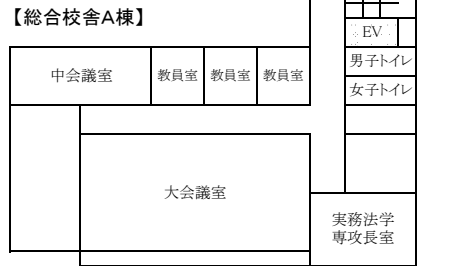 【総合校舎A棟】
EV
男子トイレ
中会議室 教員室 教員室 教員室
女子トイレ
大会議室
実務法学
専攻長室